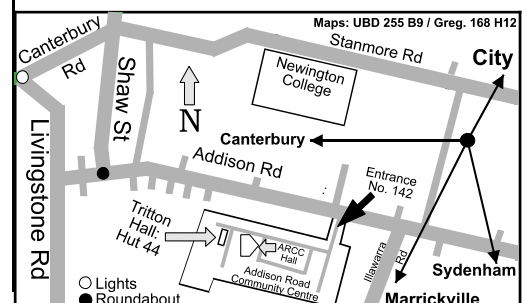 Maps: UBD 255 B9 / Greg. 168 H12
Canterbury
Rd
Stanmore Rd
City
Shaw St
Newington
College
N
Canterbury
Livingstone Rd
Addison Rd
Entrance
No. 142
Tritton
Hall:
Hut 44
ARCC
Hall
Illawarra
Rd
Addison Road
Community Centre
Sydenham
Lights
Roundabout
Marrickville